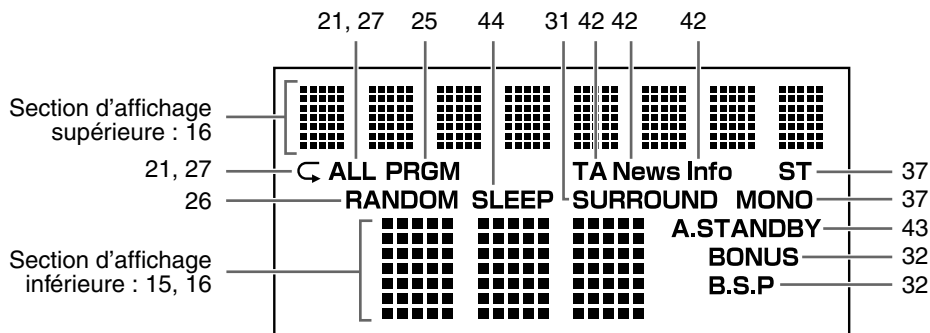 21, 27 25 44 31 42 42 42
Section d'affichage
supérieure : 16
21, 27 ALL PRGM TA News Info ST 37
26 RANDOM SLEEP SURROUND MONO 37
A.STANDBY 43
Section d'affichage
inférieure : 15, 16
BONUS 32
B.S.P 32